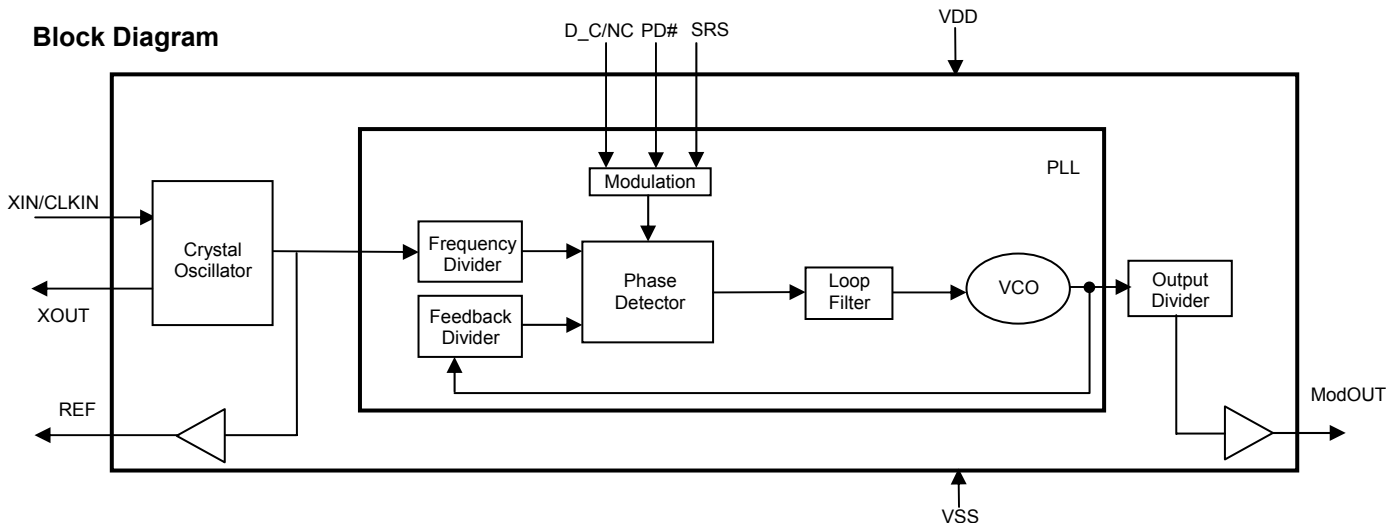 Block Diagram
D_C/NC PD# SRS
VDD
PLL
Modulation
XIN/CLKIN
Crystal
Oscillator
Frequency
Divider
Phase
Detector
Loop
Filter
VCO
Output
Divider
XOUT
Feedback
Divider
REF
ModOUT
VSS